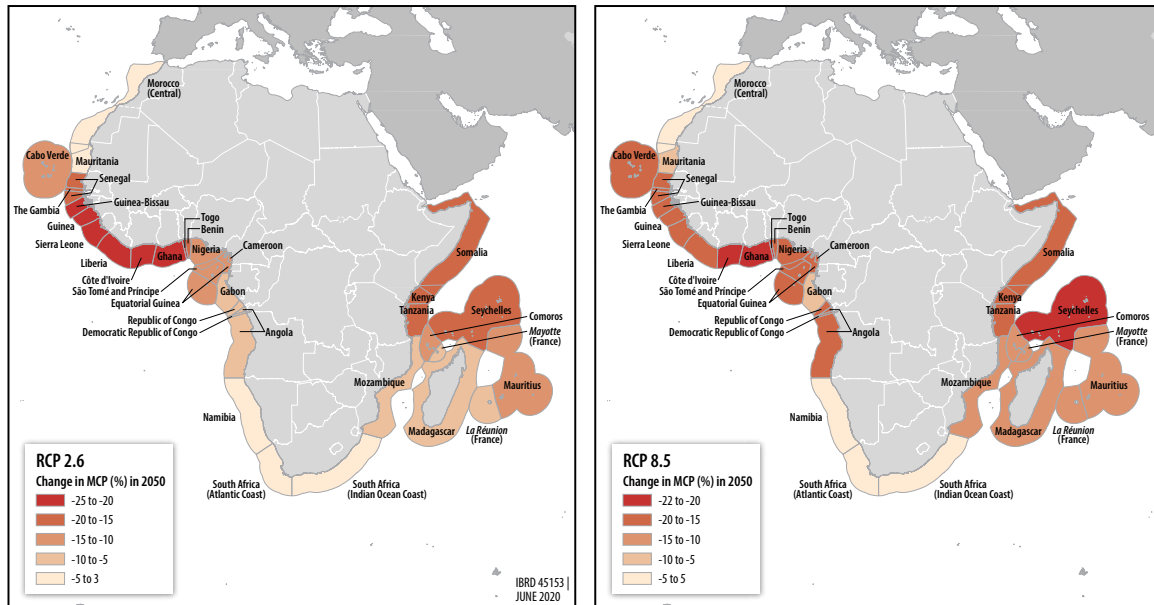 Morocco
(Central)
Cabo Verde
Mauritania
Senegal
The Gambia
Guinea-Bissau
Guinea
Togo
Benin
Sierra Leone
Nigeria
Cameroon
Liberia
Ghana
Somalia
Côte d'Ivoire
São Tomé and Príncipe
Equatorial Guinea
Gabon
Kenya
Tanzania
Seychelles
Republic of Congo
Democratic Republic of Congo
Angola
Comoros
Mayotte
(France)
Mozambique
Mauritius
Namibia
Madagascar
La Réunion
(France)
South Africa
(Atlantic Coast)
South Africa
(Indian Ocean Coast)
RCP 2.6
Change in MCP (%) in 2050
-25 to -20
-20 to -15
-15 to -10
-10 to -5
-5 to 3
IBRD 45153 |
JUNE 2020
Morocco
(Central)
Cabo Verde
Mauritania
Senegal
The Gambia
Guinea-Bissau
Guinea
Togo
Benin
Sierra Leone
Nigeria
Cameroon
Liberia
Ghana
Somalia
Côte d'Ivoire
São Tomé and Príncipe
Equatorial Guinea
Gabon
Kenya
Tanzania
Seychelles
Republic of Congo
Democratic Republic of Congo
Angola
Comoros
Mayotte
(France)
Mozambique
Mauritius
Namibia
Madagascar
La Réunion
(France)
South Africa
(Atlantic Coast)
South Africa
(Indian Ocean Coast)
RCP 8.5
Change in MCP (%) in 2050
-22 to -20
-20 to -15
-15 to -10
-10 to -5
-5 to 5